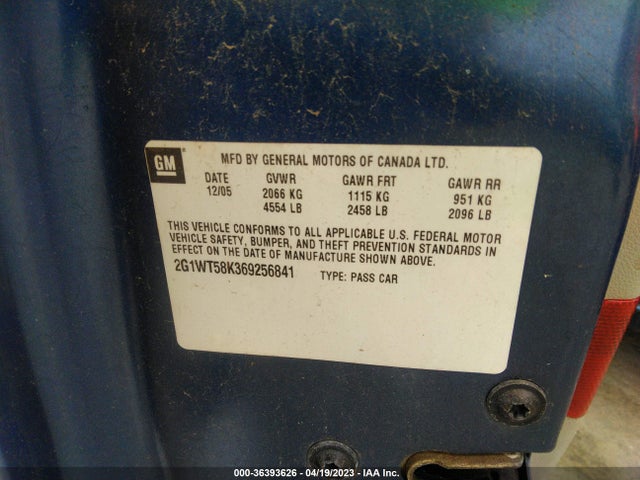 GM
MFD BY GENERAL MOTORS OF CANADA LTD.
DATE GVWR GAWR FRT GAWR RR
12/05 2066 KG 1115 KG 951 KG
4554 LB 2458 LB 2096 LB
THIS VEHICLE CONFORMS TO ALL APPLICABLE U.S. FEDERAL MOTOR
VEHICLE SAFETY, BUMPER, AND THEFT PREVENTION STANDARDS IN
EFFECT ON THE DATE OF MANUFACTURE SHOWN ABOVE.
2G1WT58K369256841 TYPE: PASS CAR
000-36393626 - 04/19/2023 - IAA Inc.